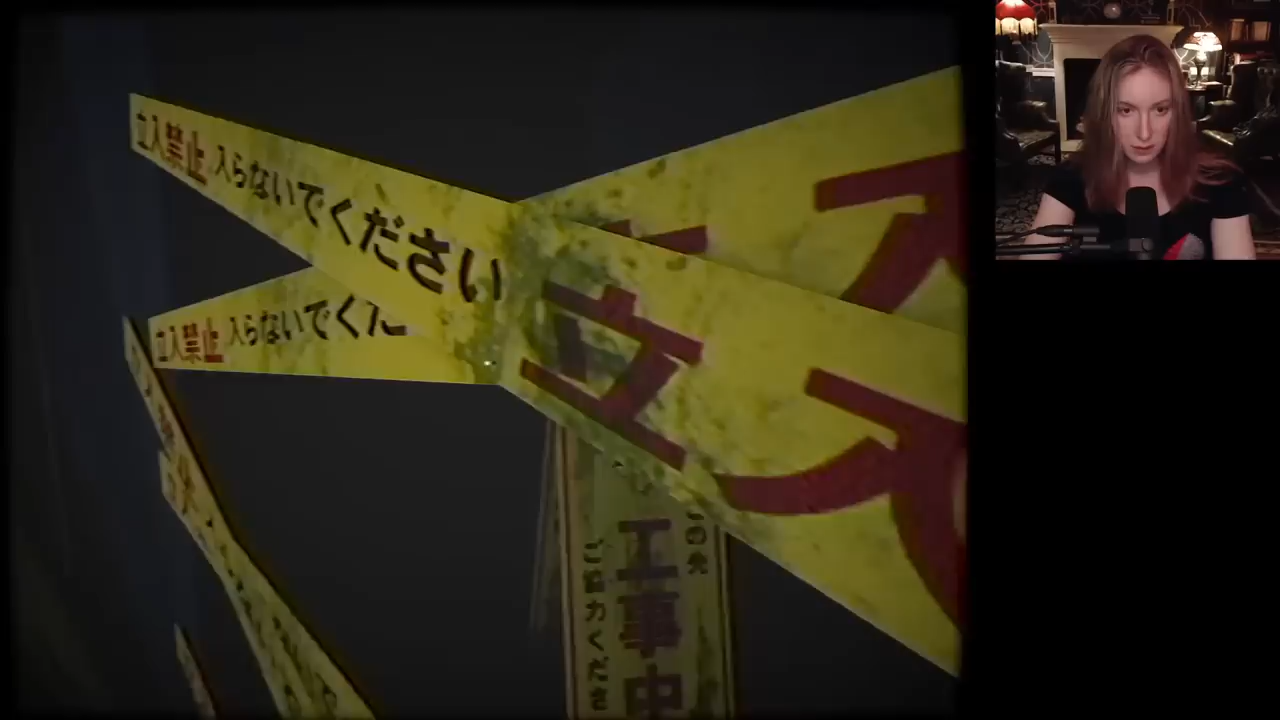 立入禁止 入らないでください
立入
立入禁止 入らないでくだ
この先
工事中
ご協力くださ